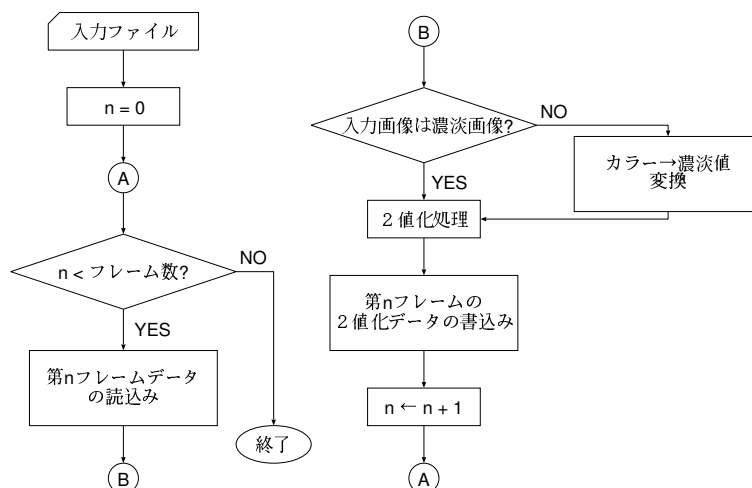 入力ファイル
n = 0
A
n < フレーム数?
NO
YES
第nフレームデータ
の読込み
終了
B
B
入力画像は濃淡画像?
NO
カラー→濃淡値
変換
YES
2値化処理
第nフレームの
2値化データの書込み
n ← n + 1
A